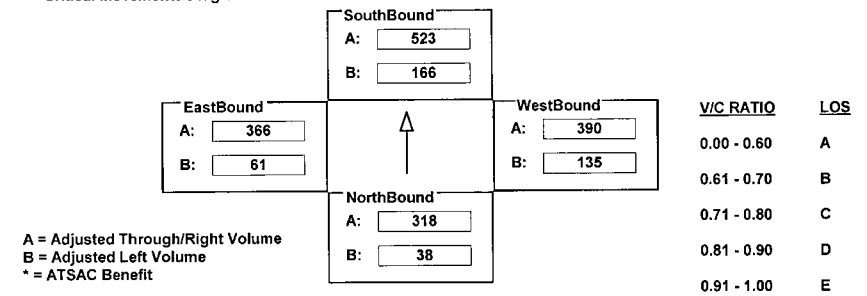 SouthBound
A: 523
B: 166
EastBound
A: 366
B: 61
WestBound
A: 390
B: 135
NorthBound
A: 318
B: 38
A = Adjusted Through/Right Volume
B = Adjusted Left Volume
* = ATSAC Benefit
V/C RATIO LOS
0.00 - 0.60 A
0.61 - 0.70 B
0.71 - 0.80 C
0.81 - 0.90 D
0.91 - 1.00 E